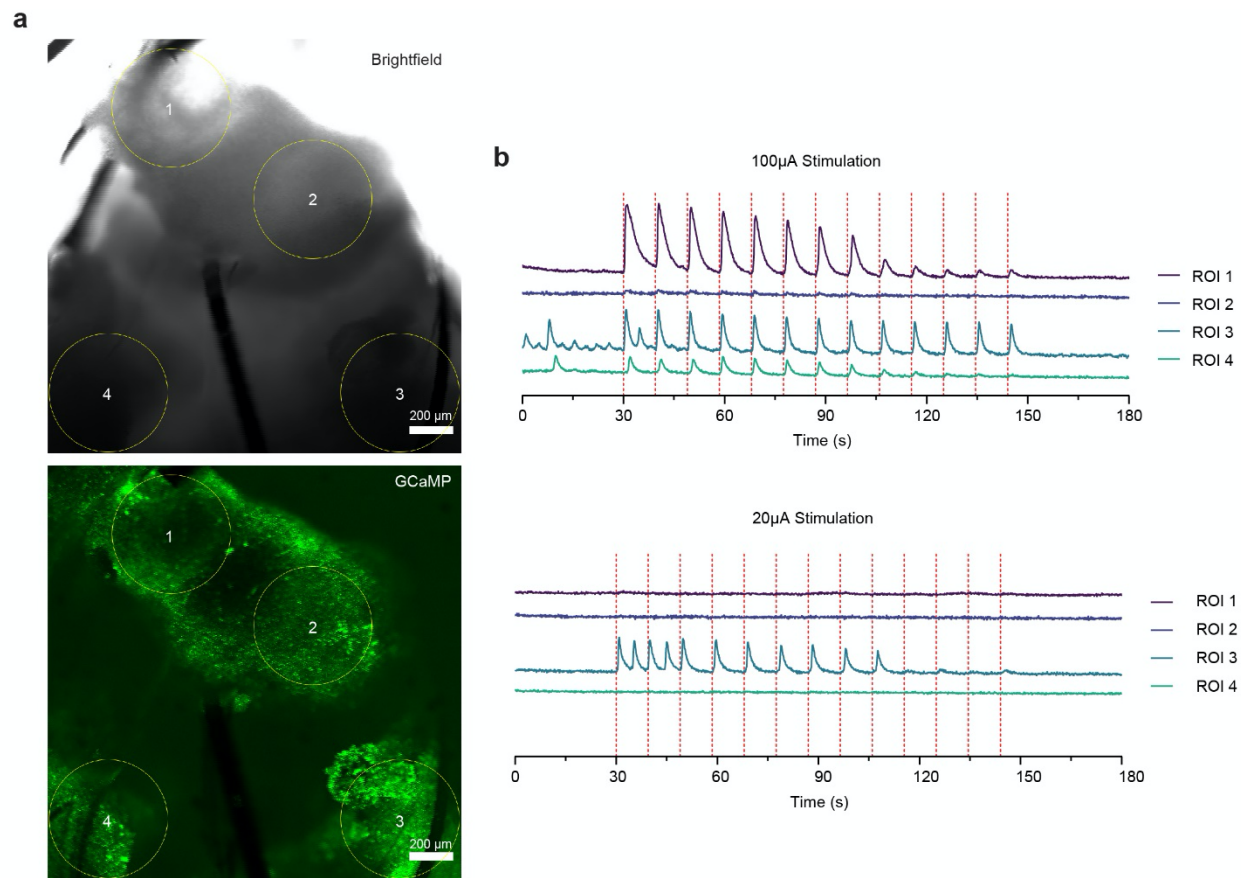 a
Brightfield
1
2
4
3
200 µm
GCaMP
1
2
4
3
200 µm
b
100µA Stimulation
ROI 1
ROI 2
ROI 3
ROI 4
0 30 60 90 120 150 180
Time (s)
20µA Stimulation
ROI 1
ROI 2
ROI 3
ROI 4
0 30 60 90 120 150 180
Time (s)